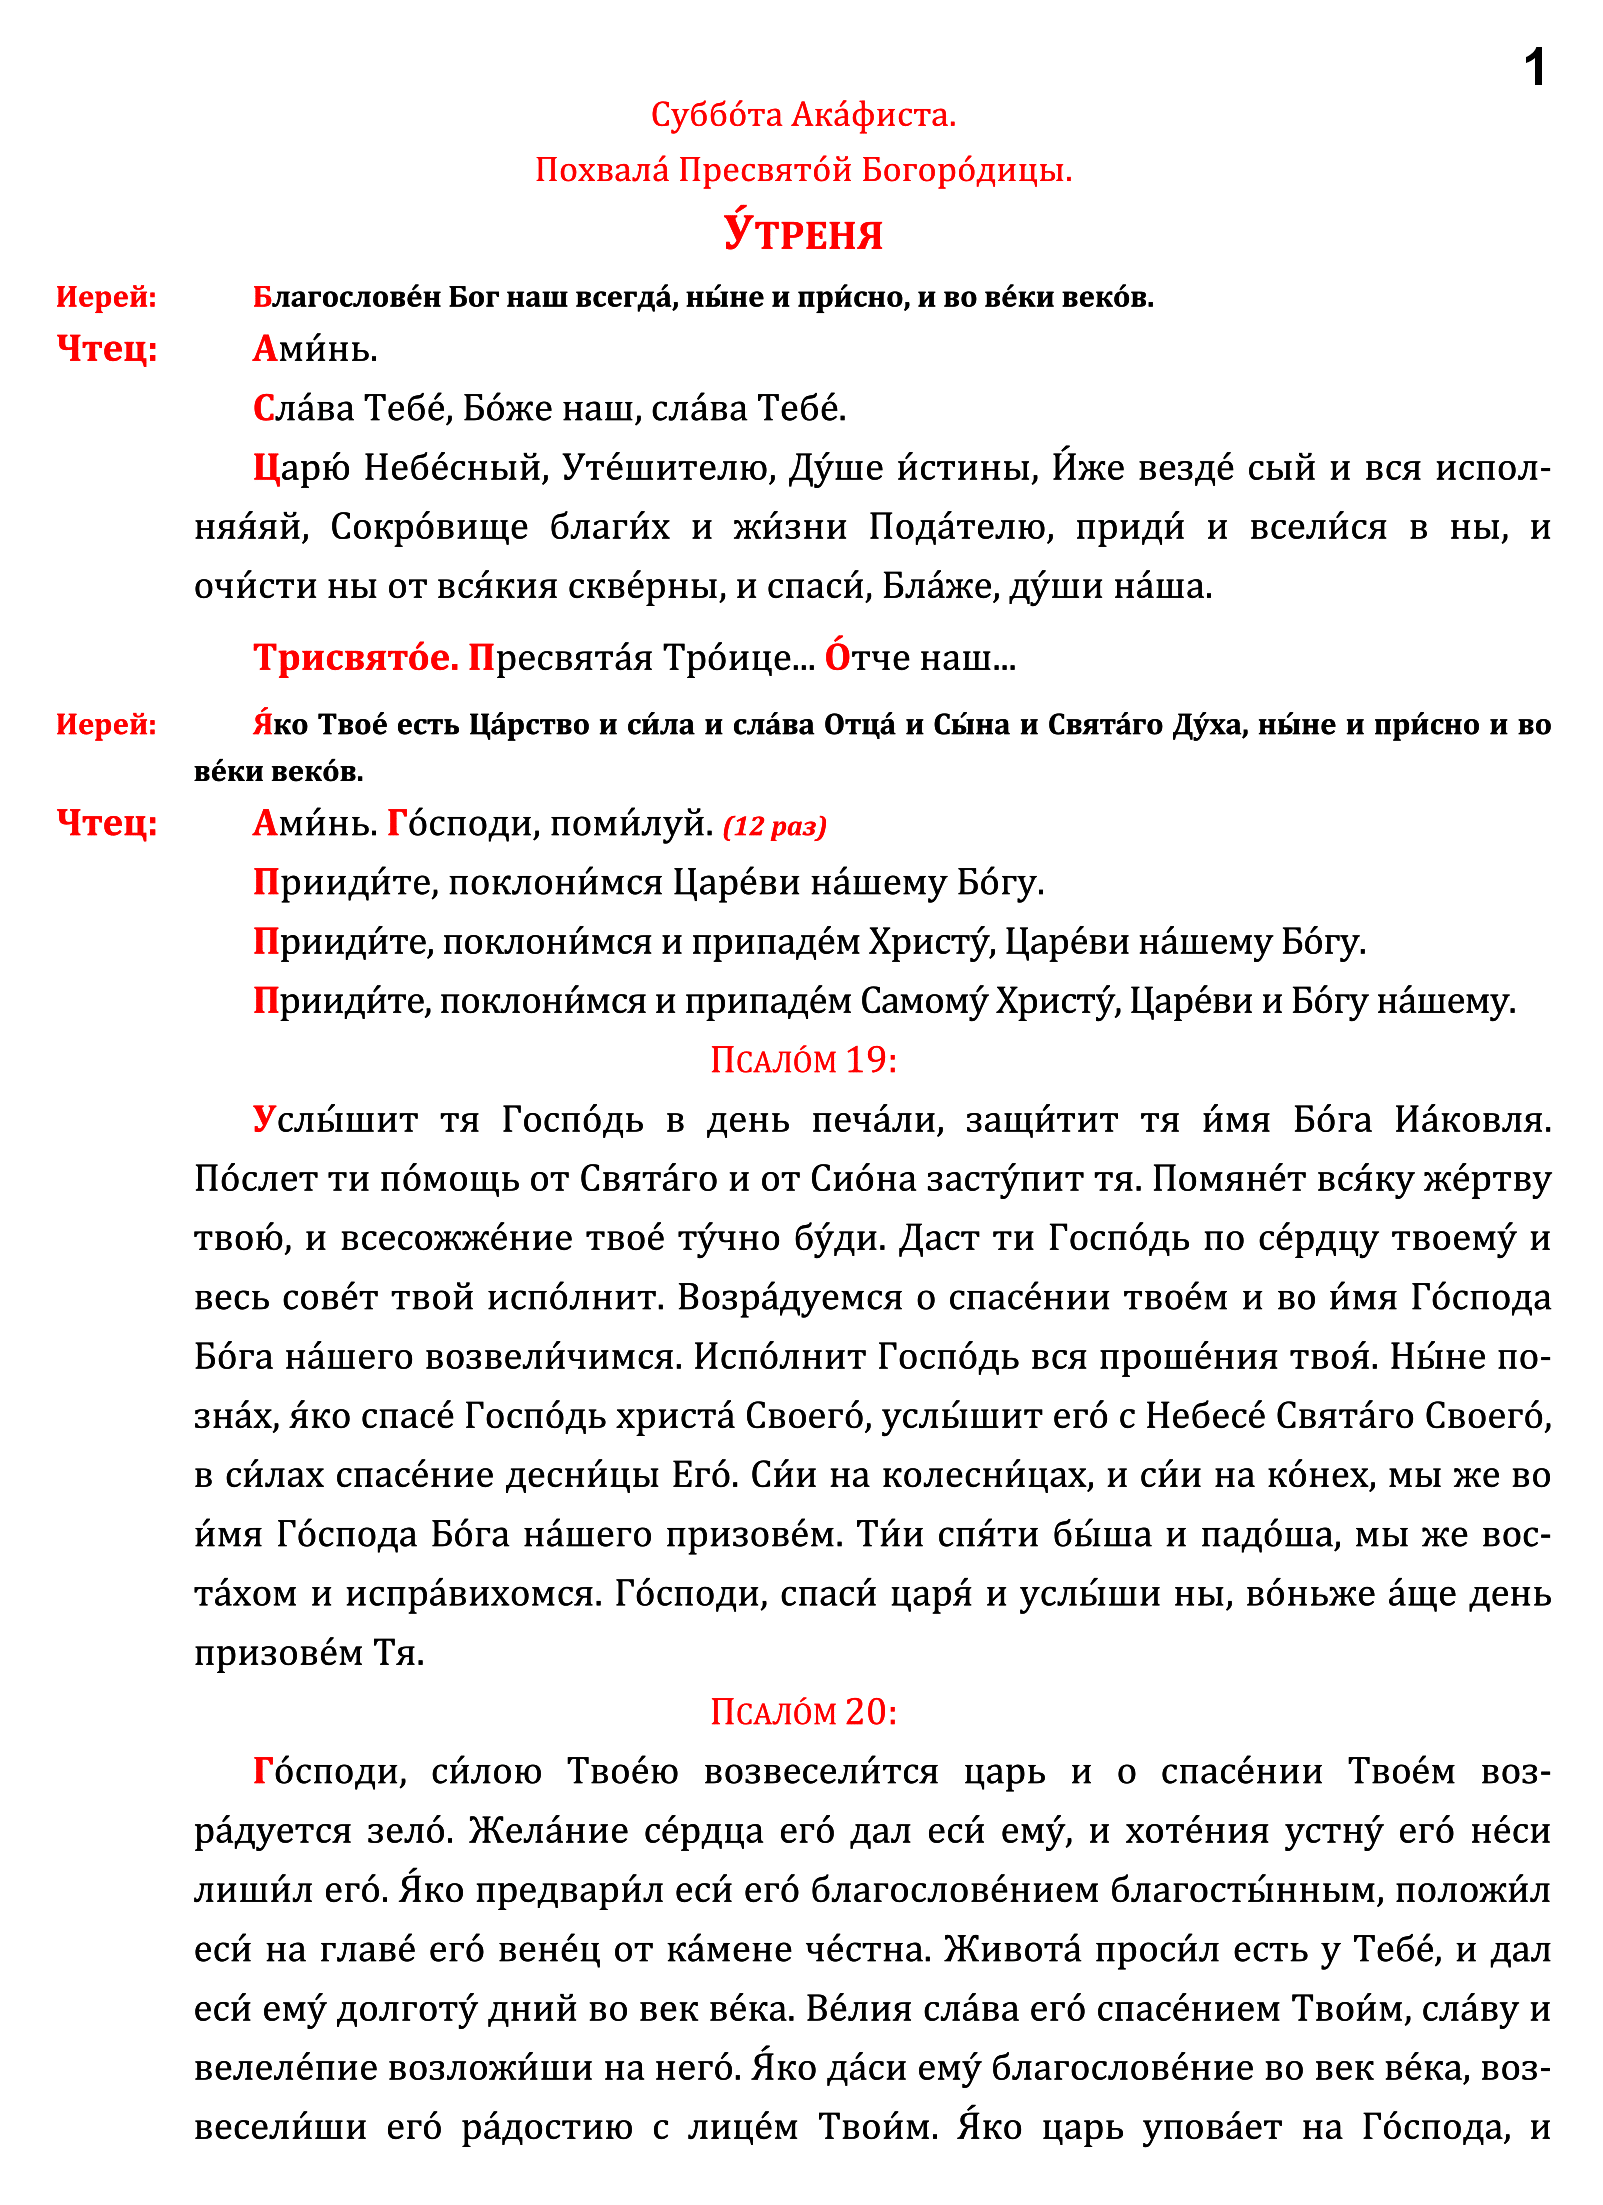 1
Суббо́та Ака́фиста.
Похвала́ Пресвято́й Богоро́дицы.
У́ТРЕНЯ
Иерей: Благослове́н Бог наш всегда́, ны́не и при́сно, и во ве́ки веко́в.
Чтец: Ами́нь.
Сла́ва Тебе́, Бо́же наш, сла́ва Тебе́.
Царю́ Небе́сный, Уте́шителю, Ду́ше и́стины, И́же везде́ сый и вся испол-
няя́яй, Сокро́вище благи́х и жи́зни Пода́телю, приди́ и всели́ся в ны, и
очи́сти ны от вся́кия скве́рны, и спаси́, Бла́же, ду́ши на́ша.
Трисвято́е. Пресвята́я Тро́ице... О́тче наш...
Иерей: Я́ко Твое́ есть Ца́рство и си́ла и сла́ва Отца́ и Сы́на и Свята́го Ду́ха, ны́не и при́сно и во
ве́ки веко́в.
Чтец: Ами́нь. Го́споди, поми́луй. (12 раз)
Прииди́те, поклони́мся Царе́ви на́шему Бо́гу.
Прииди́те, поклони́мся и припаде́м Христу́, Царе́ви на́шему Бо́гу.
Прииди́те, поклони́мся и припаде́м Самому́ Христу́, Царе́ви и Бо́гу на́шему.
ПСАЛО́М 19:
Услы́шит тя Госпо́дь в день печа́ли, защи́тит тя и́мя Бо́га Иа́ковля.
По́слет ти по́мощь от Свята́го и от Сио́на засту́пит тя. Помяне́т вся́ку же́ртву
твою́, и всесожже́ние твое́ ту́чно бу́ди. Даст ти Госпо́дь по се́рдцу твоему́ и
весь сове́т твой испо́лнит. Возра́дуемся о спасе́нии твое́м и во и́мя Го́спода
Бо́га на́шего возвели́чимся. Испо́лнит Госпо́дь вся проше́ния твоя́. Ны́не по-
зна́х, я́ко спасе́ Госпо́дь христа́ Своего́, услы́шит его́ с Небесе́ Свята́го Своего́,
в си́лах спасе́ние десни́цы Его́. Си́и на колесни́цах, и си́и на ко́нех, мы же во
и́мя Го́спода Бо́га на́шего призове́м. Ти́и спя́ти бы́ша и падо́ша, мы же вос-
та́хом и испра́вихомся. Го́споди, спаси́ царя́ и услы́ши ны, во́ньже а́ще день
призове́м Тя.
ПСАЛО́М 20:
Го́споди, си́лою Твое́ю возвесели́тся царь и о спасе́нии Твое́м воз-
ра́дуется зело́. Жела́ние се́рдца его́ дал еси́ ему́, и хоте́ния устну́ его́ не́си
лиши́л его́. Я́ко предвари́л еси́ его́ благослове́нием благосты́нным, положи́л
еси́ на главе́ его́ вене́ц от ка́мене че́стна. Живота́ проси́л есть у Тебе́, и дал
еси́ ему́ долготу́ дний во век ве́ка. Ве́лия сла́ва его́ спасе́нием Твои́м, сла́ву и
велеле́пие возложи́ши на него́. Я́ко да́си ему́ благослове́ние во век ве́ка, воз-
весели́ши его́ ра́достию с лице́м Твои́м. Я́ко царь упова́ет на Го́спода, и